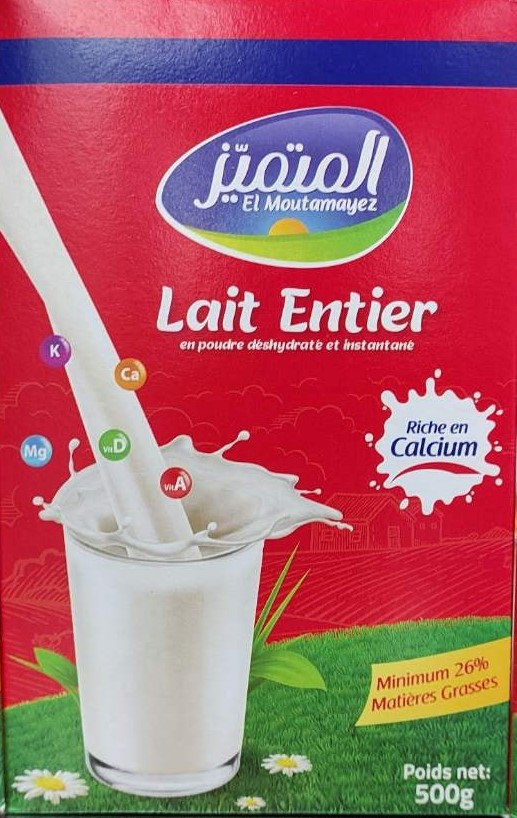 المتميّز
El Moutamayez
Lait Entier
en poudre déshydraté et instantané
K
Ca
Mg
Vit D
Vit A
Riche en
Calcium
Minimum 26%
Matières Grasses
Poids net:
500g